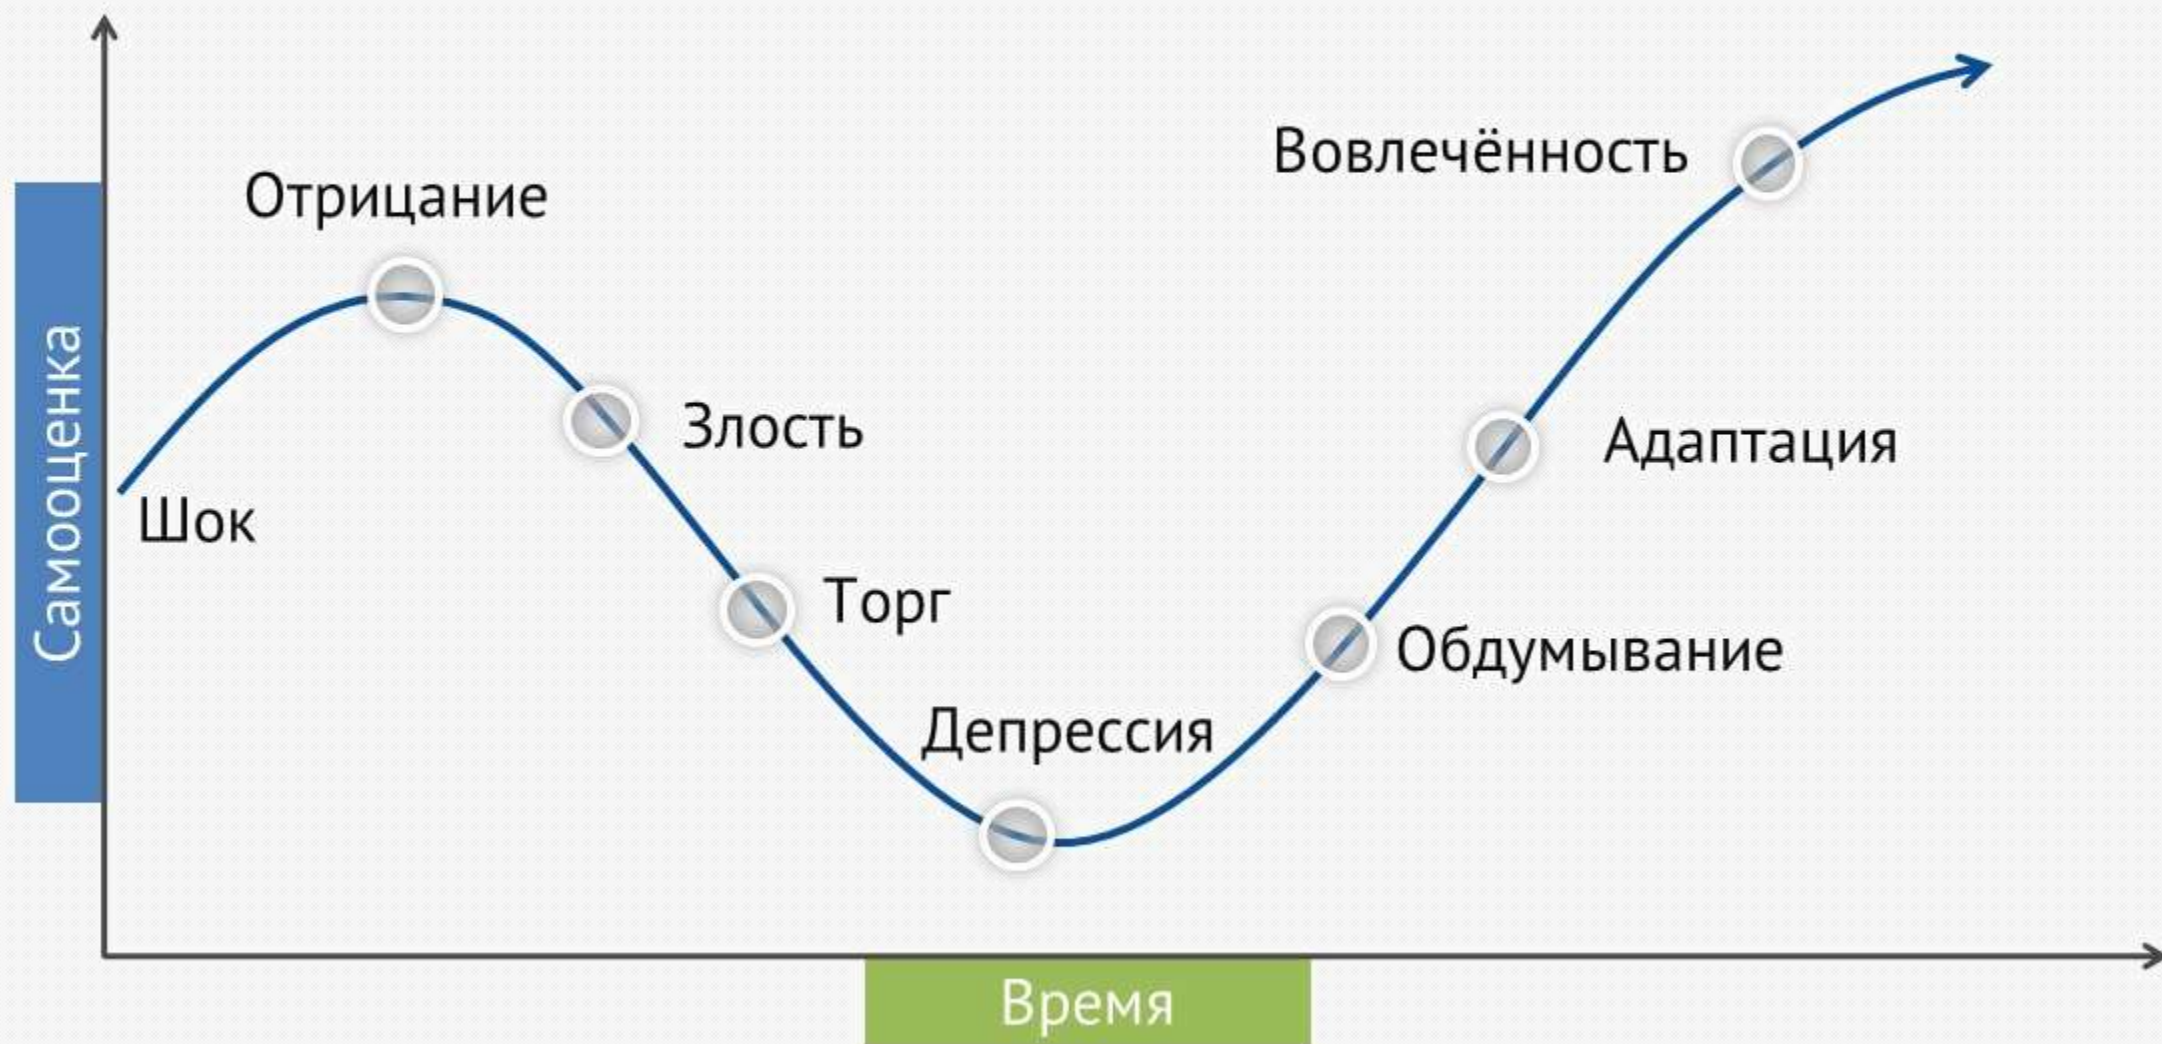 Самооценка
Шок
Отрицание
Злость
Торг
Депрессия
Обдумывание
Адаптация
Вовлечённость
Время